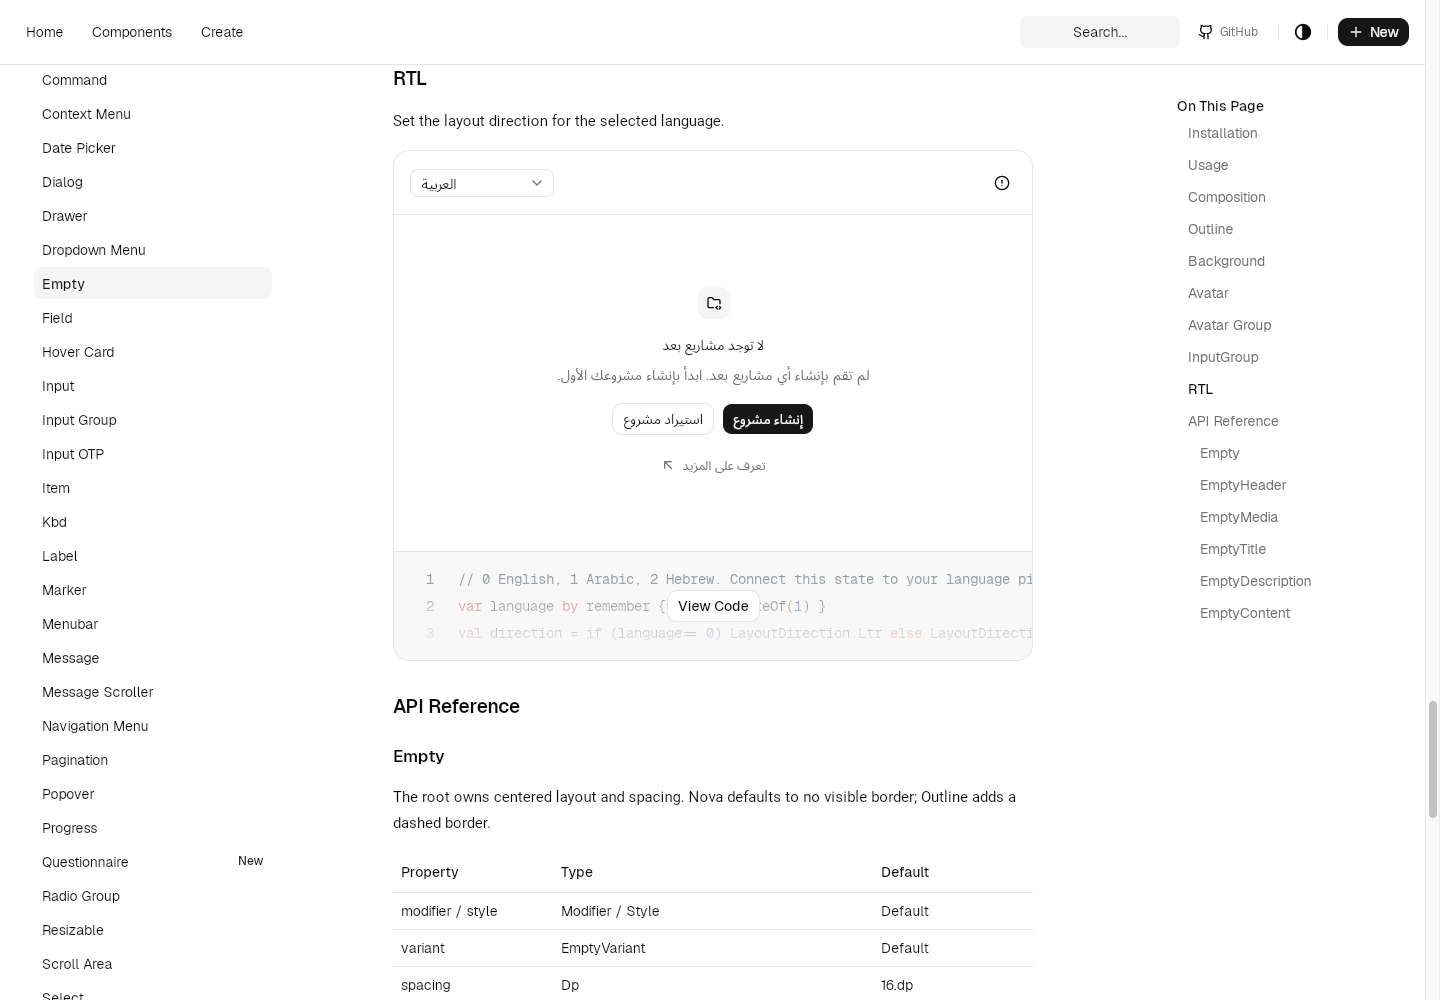 Home
Components
Create
Search...
GitHub
New
Command
Context Menu
Date Picker
Dialog
Drawer
Dropdown Menu
Empty
Field
Hover Card
Input
Input Group
Input OTP
Item
Kbd
Label
Marker
Menubar
Message
Message Scroller
Navigation Menu
Pagination
Popover
Progress
Questionnaire New
Radio Group
Resizable
Scroll Area
Select
RTL
Set the layout direction for the selected language.
العربية
لا توجد مشاريع بعد
لم تقم بإنشاء أي مشاريع بعد. ابدأ بإنشاء مشروعك الأول.
إنشاء مشروع
استيراد مشروع
تعرف على المزيد
1 // 0 English, 1 Arabic, 2 Hebrew. Connect this state to your language pi
2 var language by remember { teOf(1) }
View Code
3 val direction = if (language == 0) LayoutDirection.Ltr else LayoutDirecti
API Reference
Empty
The root owns centered layout and spacing. Nova defaults to no visible border; Outline adds a
dashed border.
Property Type Default
modifier / style Modifier / Style Default
variant EmptyVariant Default
spacing Dp 16.dp
On This Page
Installation
Usage
Composition
Outline
Background
Avatar
Avatar Group
InputGroup
RTL
API Reference
Empty
EmptyHeader
EmptyMedia
EmptyTitle
EmptyDescription
EmptyContent